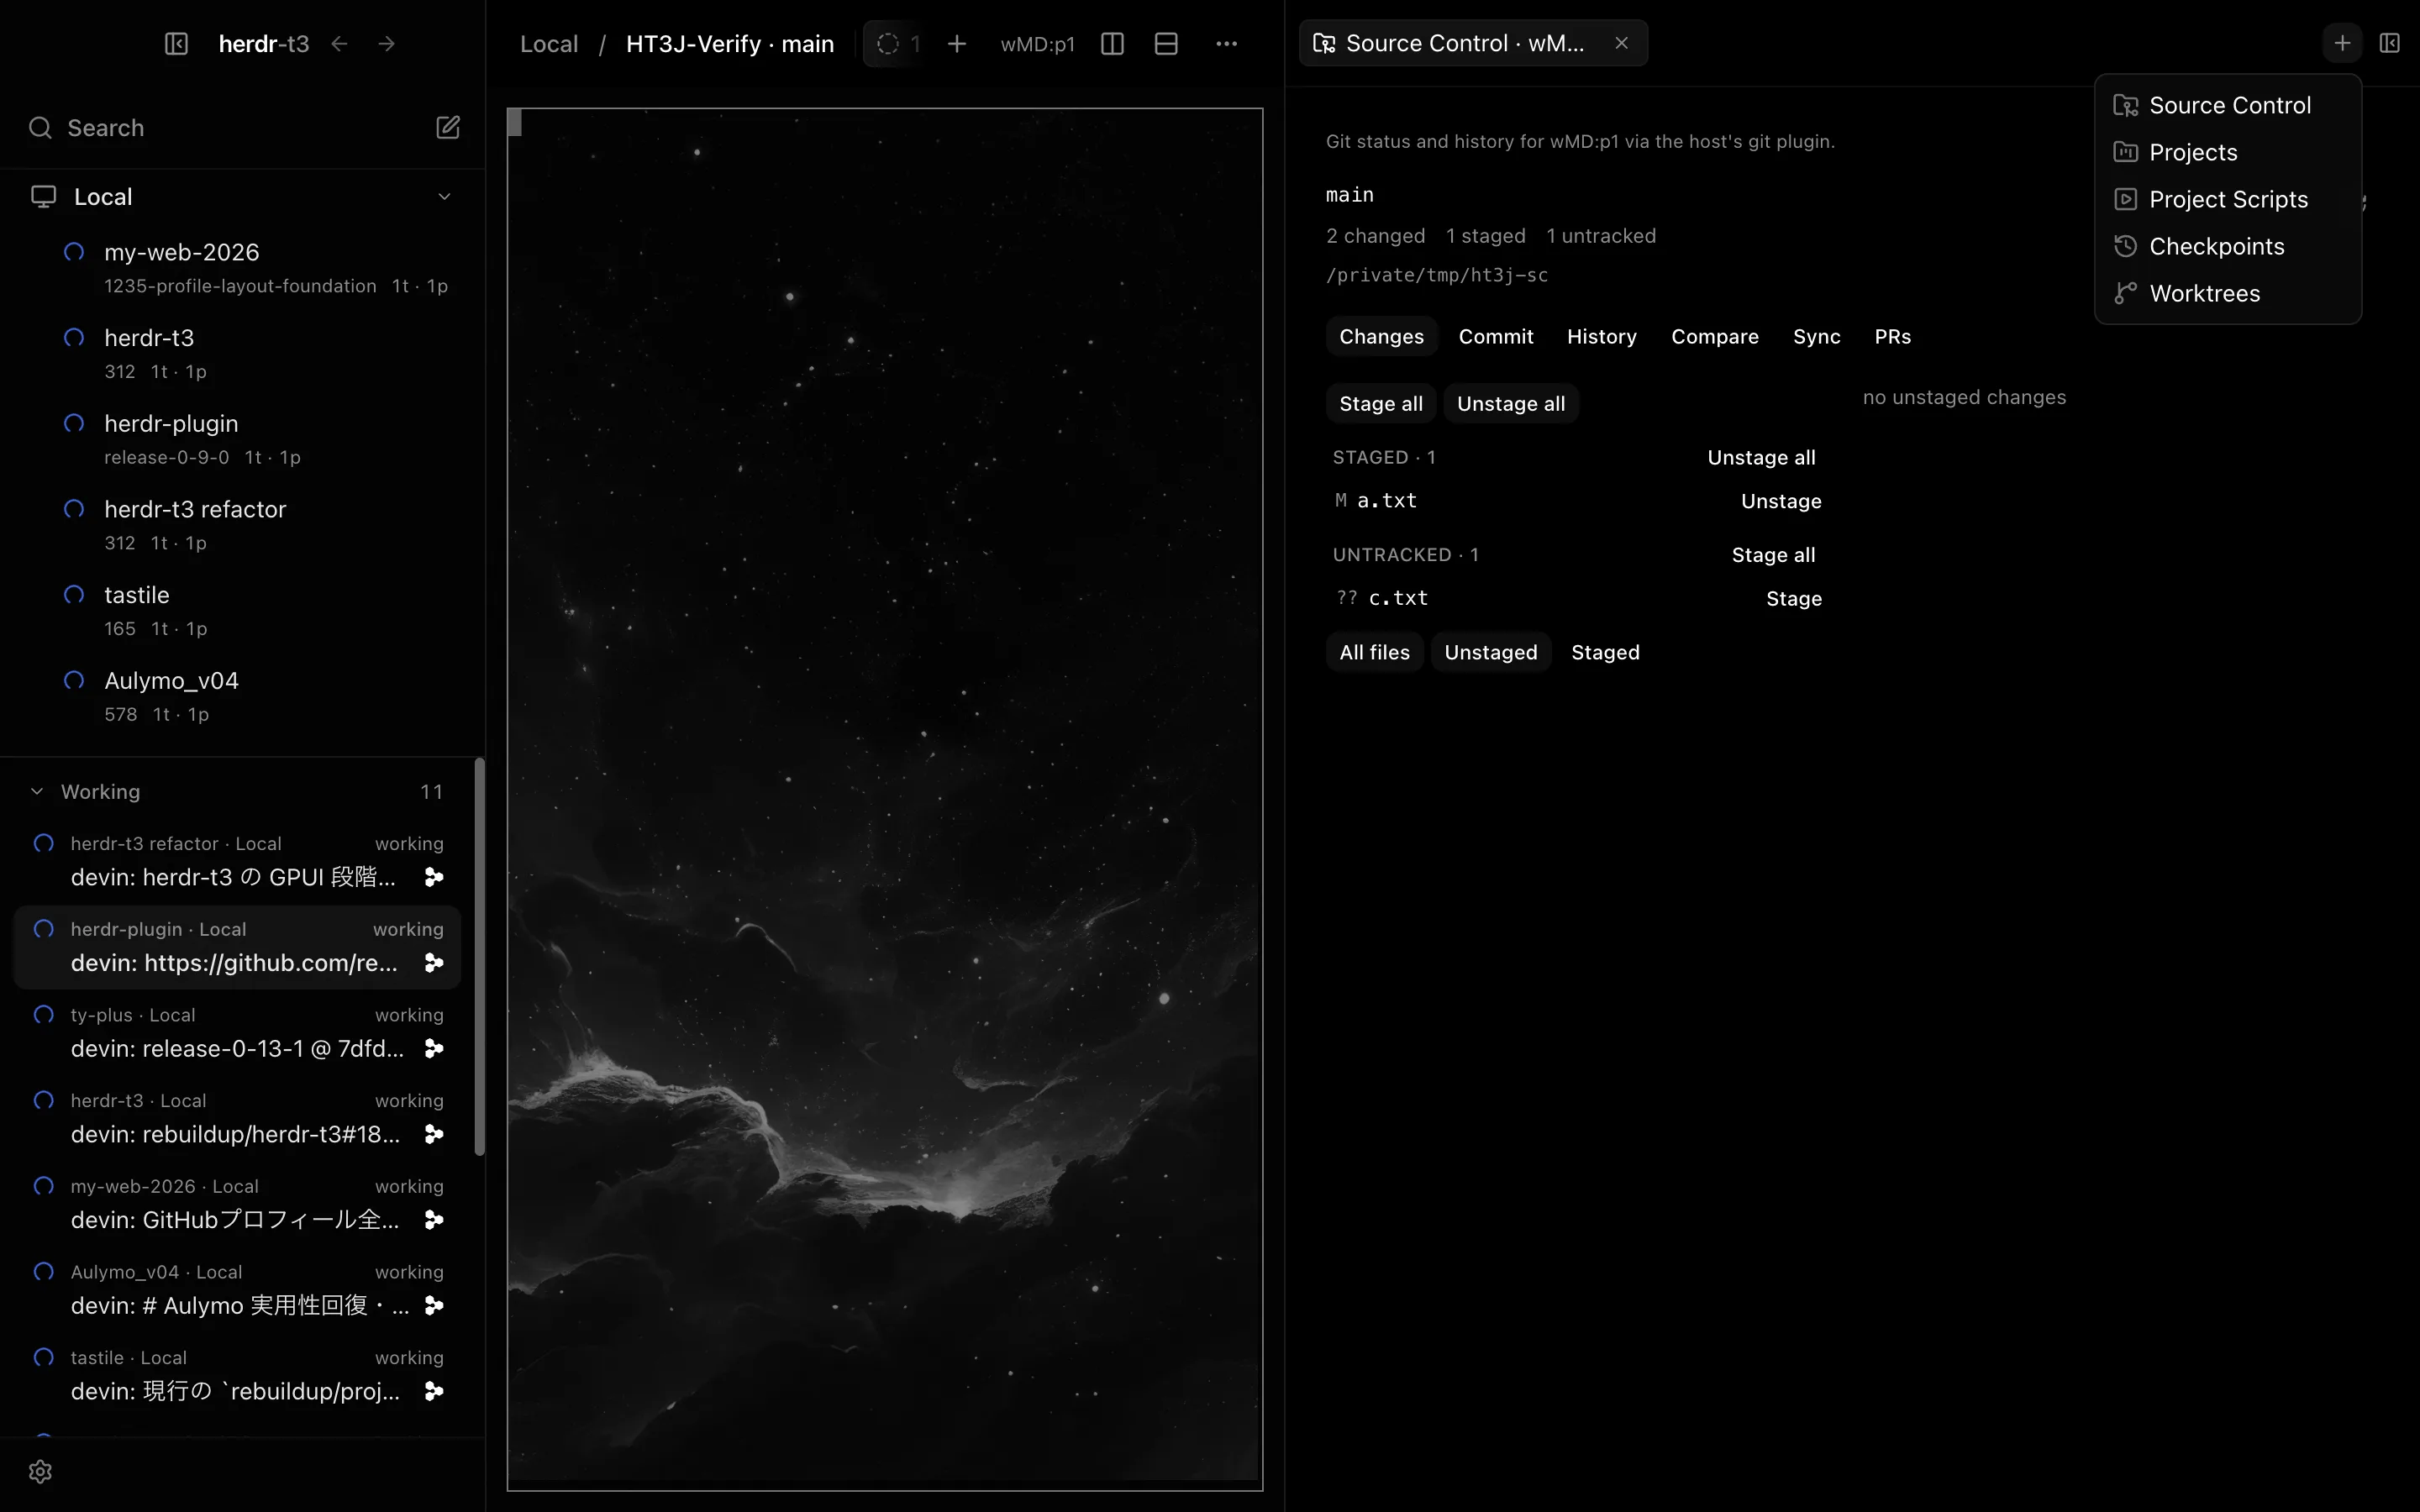 herdr-t3
Search
Local
my-web-2026
1235-profile-layout-foundation 1t · 1p
herdr-t3
312 1t · 1p
herdr-plugin
release-0-9-0 1t · 1p
herdr-t3 refactor
312 1t · 1p
tastile
165 1t · 1p
Aulymo_v04
578 1t · 1p
Working 11
herdr-t3 refactor · Local working
devin: herdr-t3 の GPUI 段階...
herdr-plugin · Local working
devin: https://github.com/re...
ty-plus · Local working
devin: release-0-13-1 @ 7dfd...
herdr-t3 · Local working
devin: rebuildup/herdr-t3#18...
my-web-2026 · Local working
devin: GitHubプロフィール全...
Aulymo_v04 · Local working
devin: # Aulymo 実用性回復・...
tastile · Local working
devin: 現行の `rebuildup/proj...
Local / HT3J-Verify · main 1 wMD:p1
Source Control · wM...
Git status and history for wMD:p1 via the host's git plugin.
main
2 changed 1 staged 1 untracked
/private/tmp/ht3j-sc
Changes Commit History Compare Sync PRs
Stage all Unstage all
no unstaged changes
STAGED · 1 Unstage all
M a.txt Unstage
UNTRACKED · 1 Stage all
?? c.txt Stage
All files Unstaged Staged
Source Control
Projects
Project Scripts
Checkpoints
Worktrees